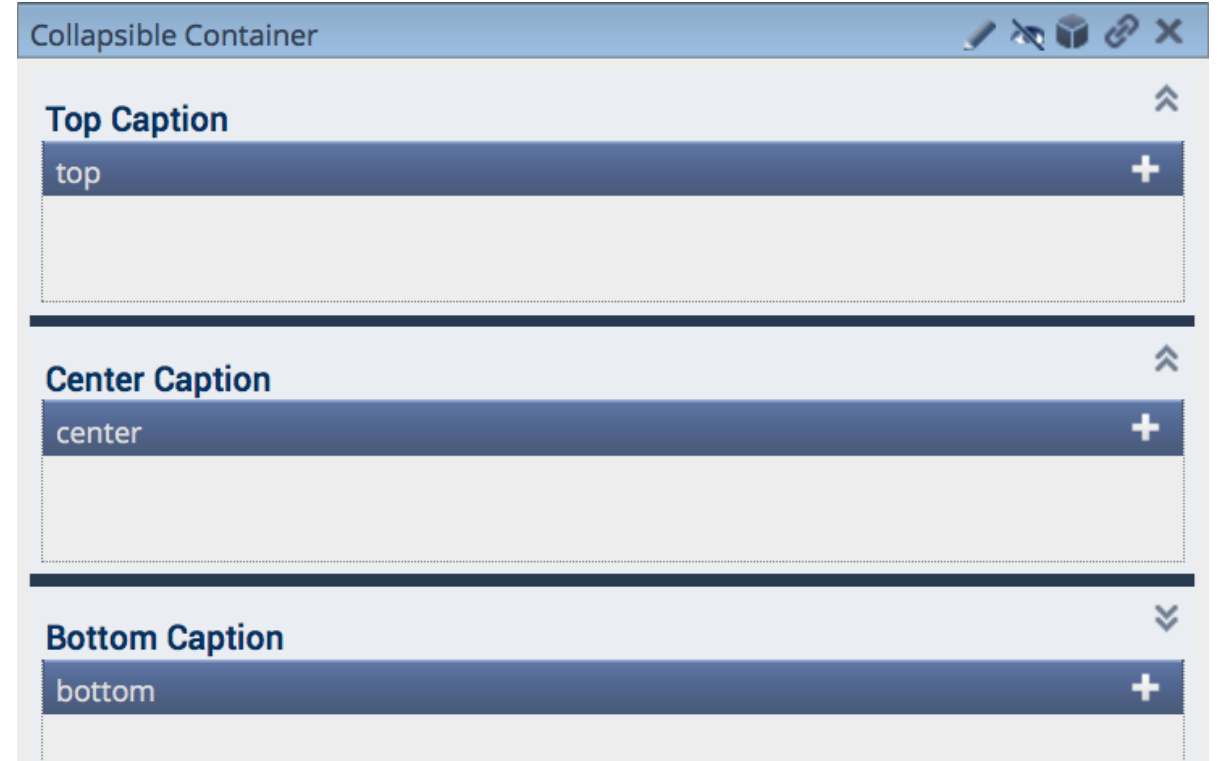 Collapsible Container
Top Caption
top
Center Caption
center
Bottom Caption
bottom